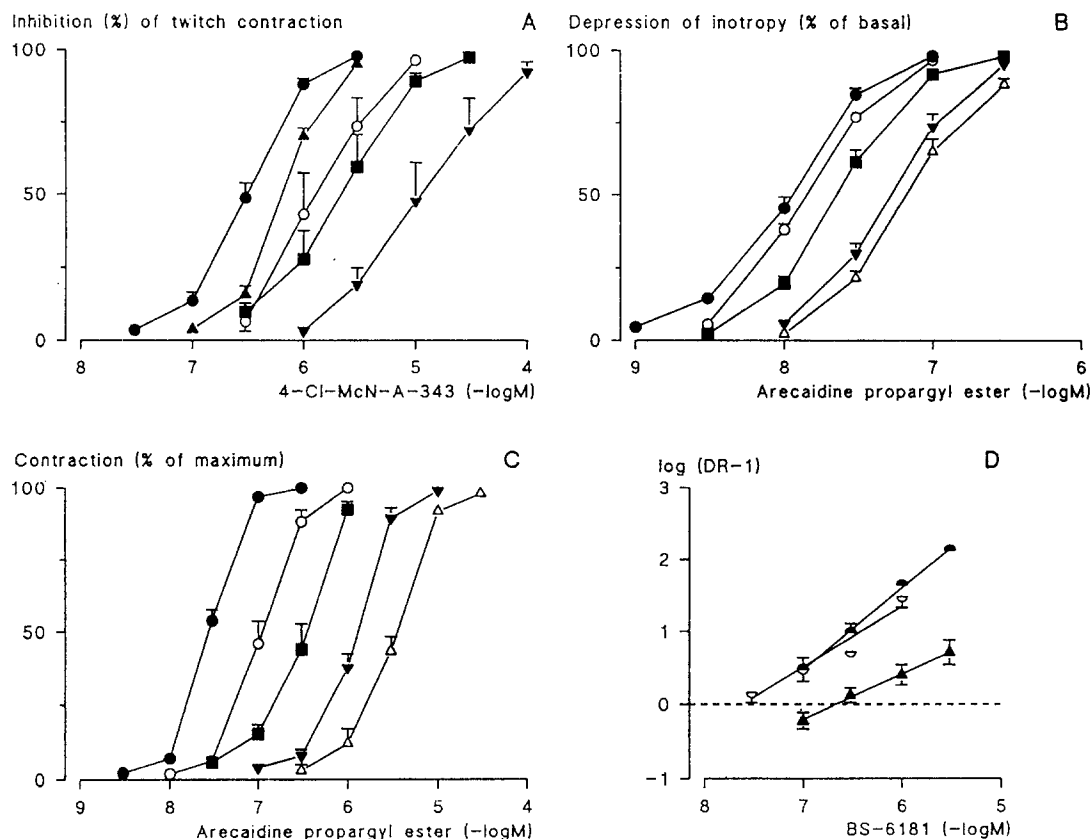 Inhibition (%) of twitch contraction
A
100
50
0
8 7 6 5 4
4-Cl-McN-A-343 (-logM)
Depression of inotropy (% of basal)
B
100
50
0
9 8 7 6
Arecaidine propargyl ester (-logM)
Contraction (% of maximum)
C
100
50
0
8 7 6 5 4
Arecaidine propargyl ester (-logM)
log (DR-1)
D
3
2
1
0
-1
8 7 6 5
BS-6181 (-logM)